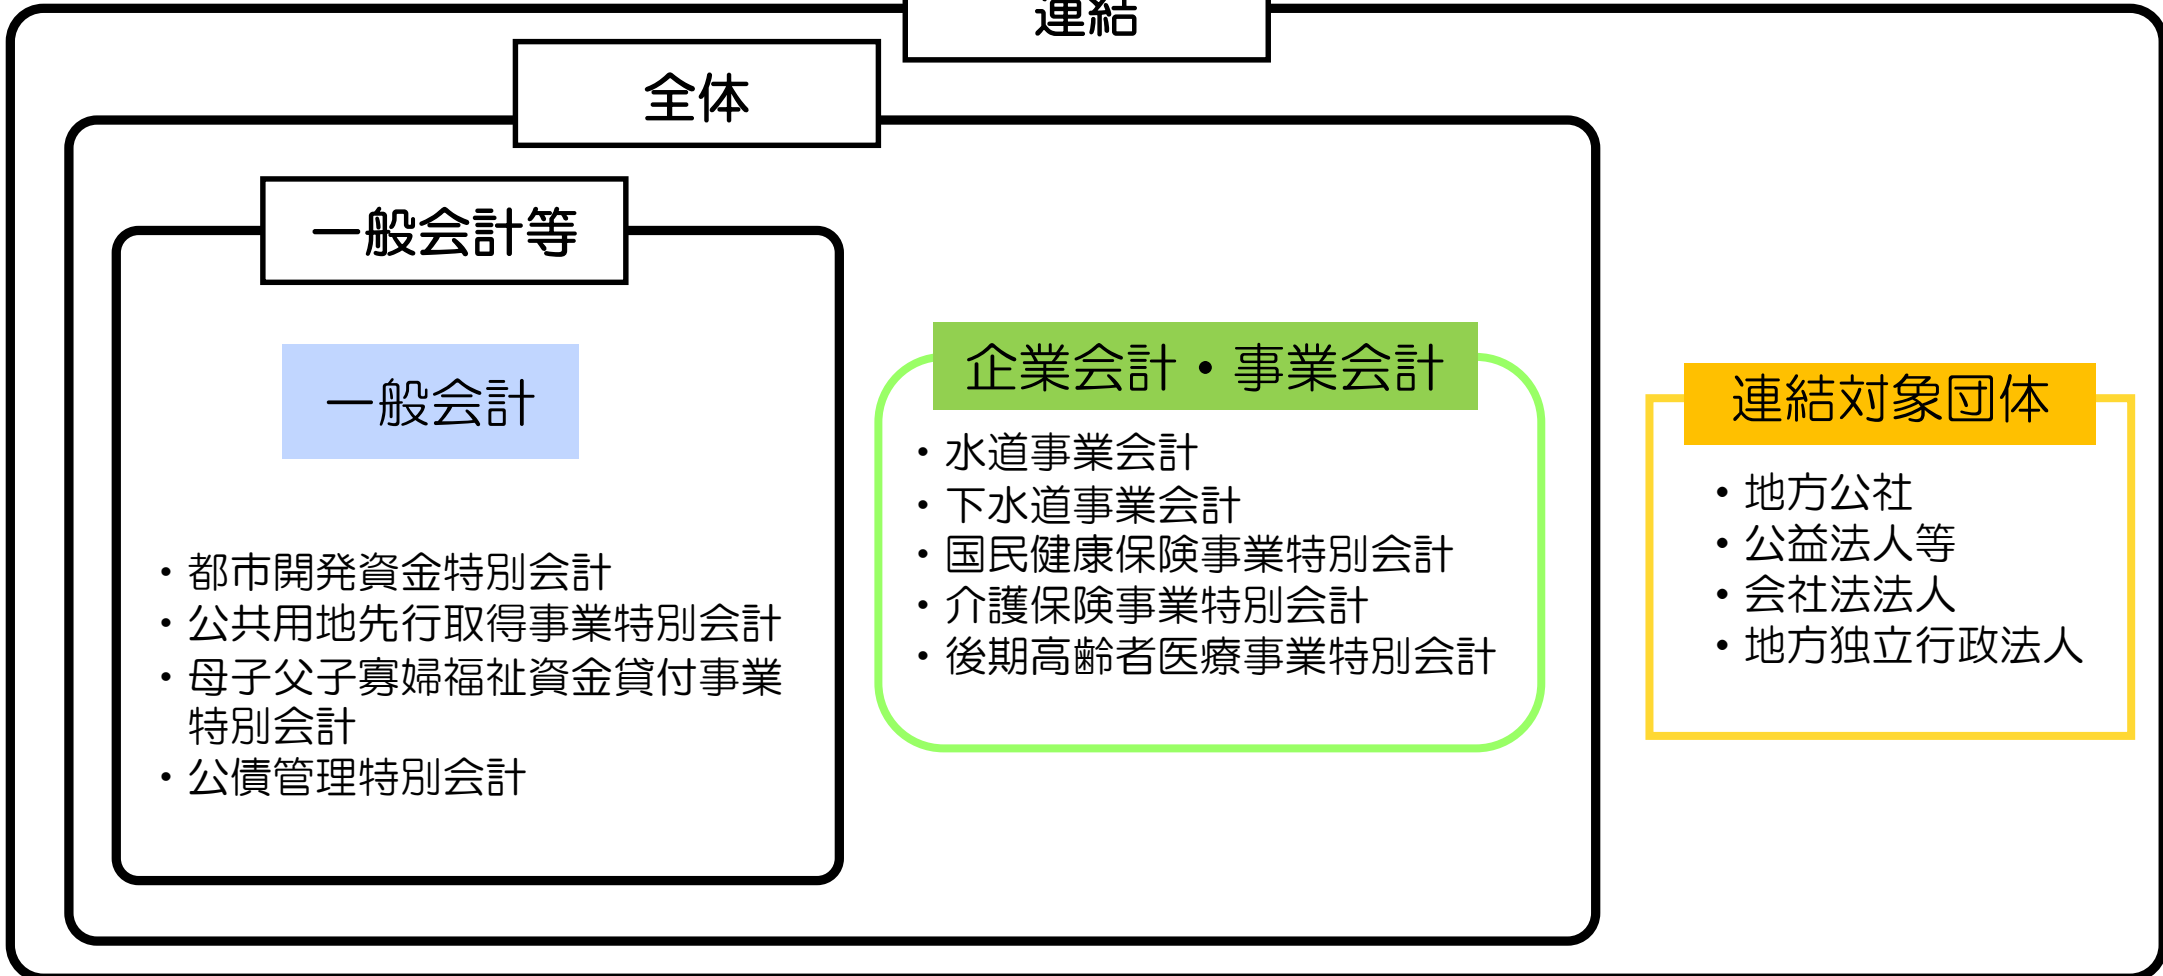 連結
全体
一般会計等
一般会計
・都市開発資金特別会計
・公共用地先行取得事業特別会計
・母子父子寡婦福祉資金貸付事業
特別会計
・公債管理特別会計
企業会計・事業会計
・水道事業会計
・下水道事業会計
・国民健康保険事業特別会計
・介護保険事業特別会計
・後期高齢者医療事業特別会計
連結対象団体
・地方公社
・公益法人等
・会社法法人
・地方独立行政法人